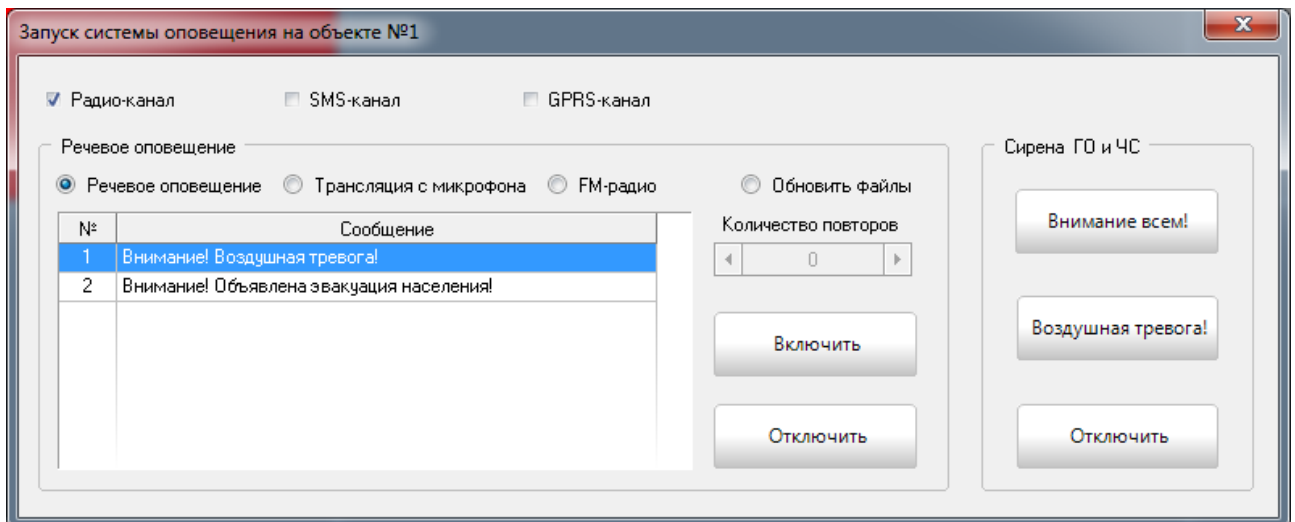 Запуск системы оповещения на объекте №1
Радио-канал SMS-канал GPRS-канал
Речевое оповещение
Речевое оповещение Трансляция с микрофона FM-радио Обновить файлы
№ Сообщение
1 Внимание! Воздушная тревога!
2 Внимание! Объявлена эвакуация населения!
Количество повторов
0
Включить
Отключить
Сирена ГО и ЧС
Внимание всем!
Воздушная тревога!
Отключить